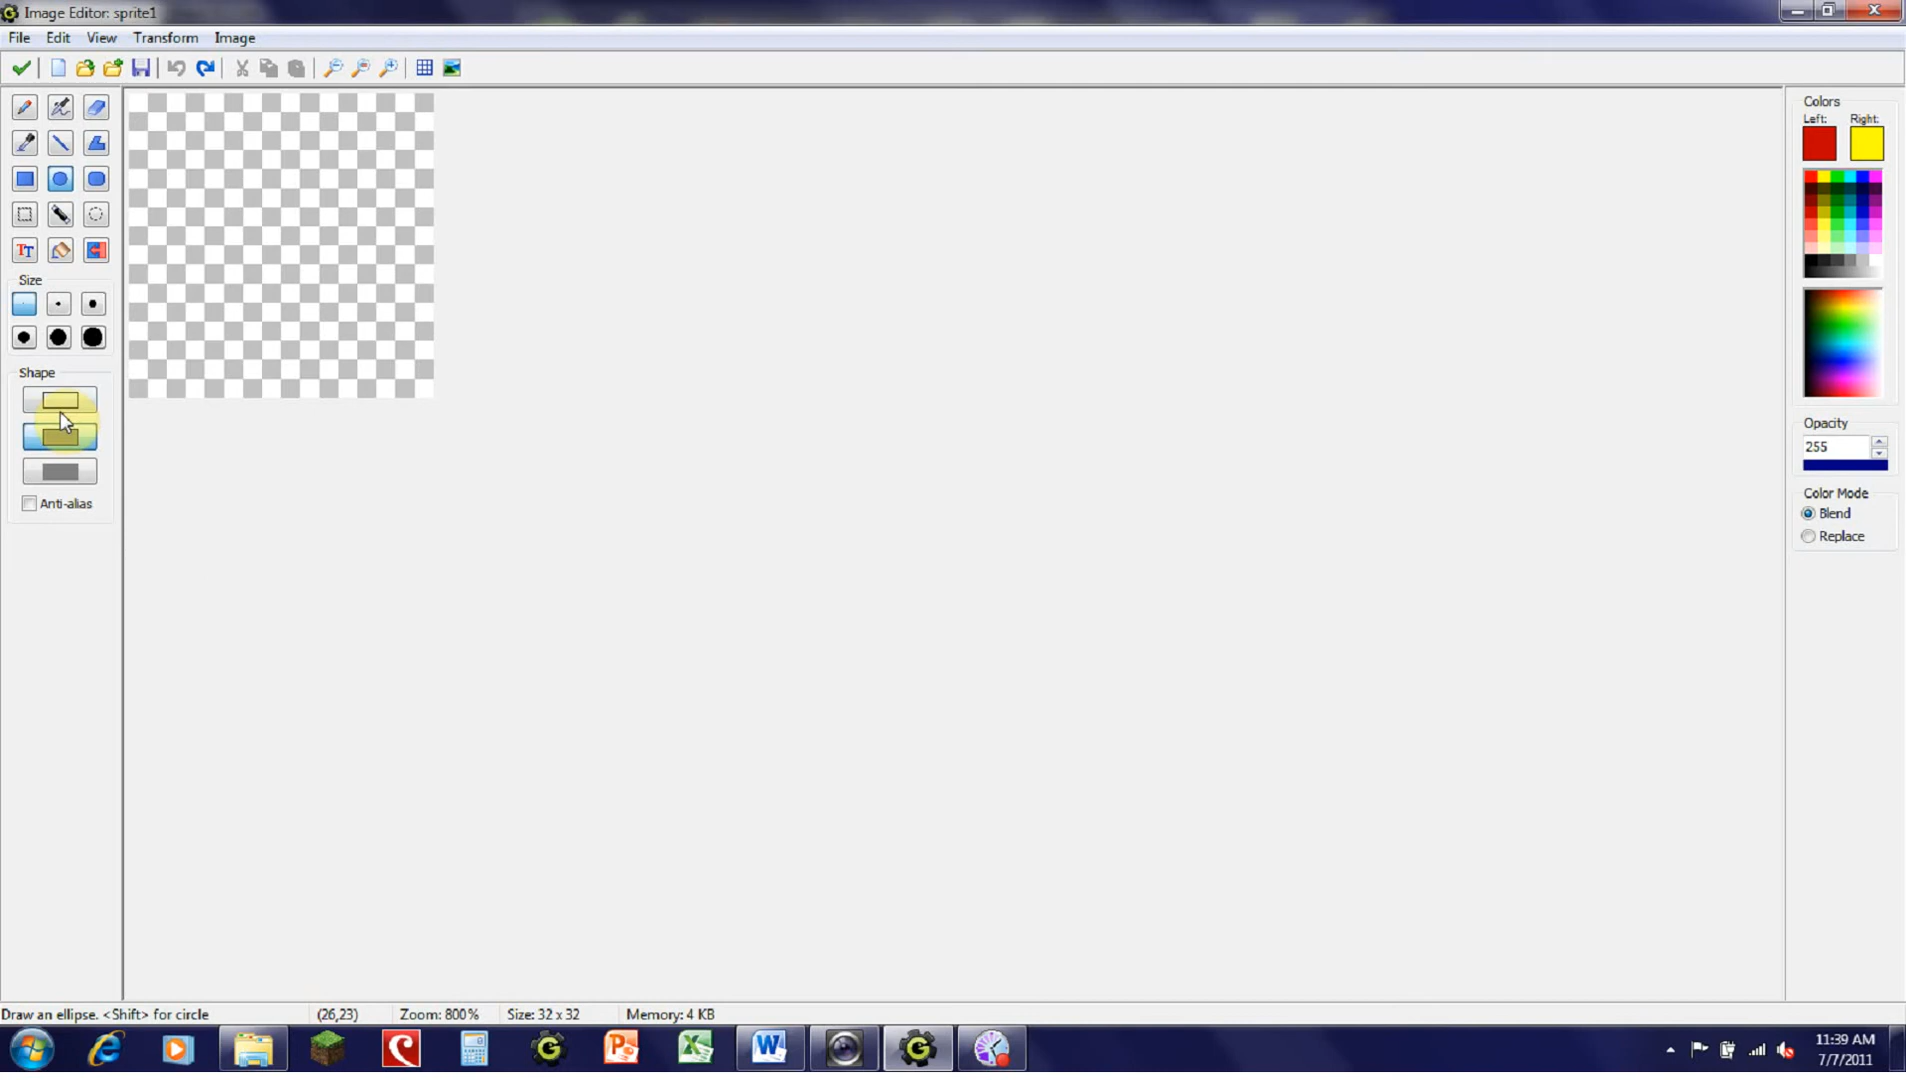 Image Editor: sprite1
File Edit View Transform Image
Colors
Left: Right:
TT
Size
Shape
Anti-alias
Opacity
255
Color Mode
Blend
Replace
Draw an ellipse. <Shift> for circle (26,23) Zoom: 800% Size: 32 x 32 Memory: 4 KB
11:39 AM
7/7/2011